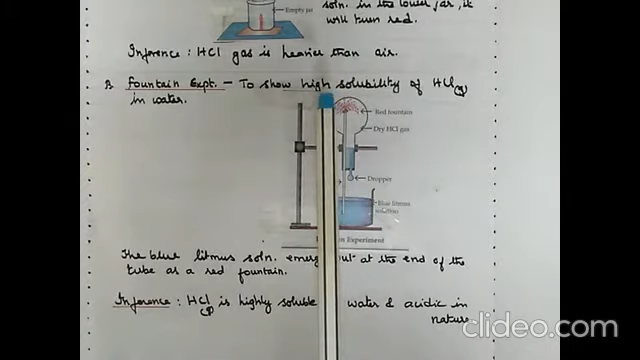 soln. in the lower jar, it
Empty jar
will turn red.
Inference : HCl gas is heavier than air.
Fountain Expt. - To show high solubility of HCl(g)
in water.
Red fountain
Dry HCl gas
Dropper
Blue litmus
solution
Experiment
The blue litmus soln. at the end of the
tube as a red fountain.
Inference : HCl(g) is highly soluble water & acidic in
nature
clideo.com